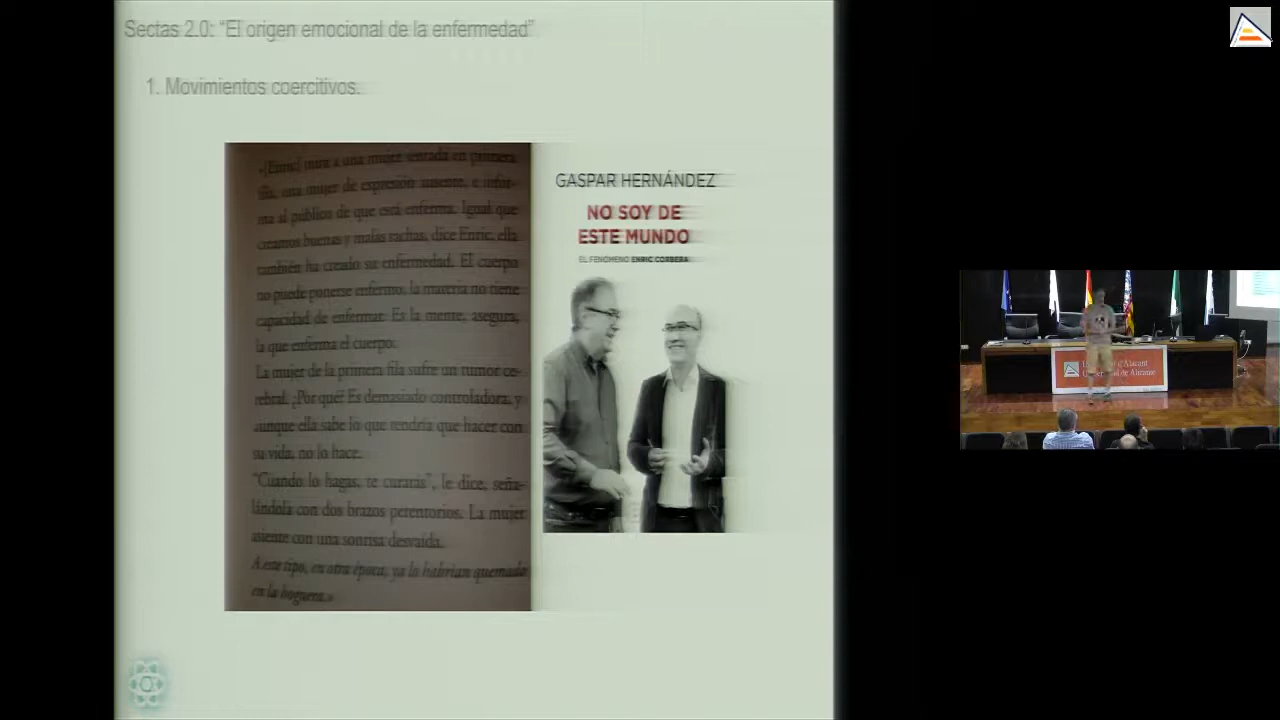 Sectas 2.0: “El origen emocional de la enfermedad”
1. Movimientos coercitivos.
«[Enric] mira a una mujer sentada en primera
fila, una mujer de expresión ausente, e infor-
ma al público de que está enferma. Igual que
creamos buenas y malas rachas, dice Enric, ella
también ha creado su enfermedad. El cuerpo
no puede ponerse enfermo, la materia no tiene
capacidad de enfermar. Es la mente, asegura,
la que enferma el cuerpo.
La mujer de la primera fila sufre un tumor ce-
rebral. ¿Por qué? Es demasiado controladora, y
aunque ella sabe lo que tendría que hacer con
su vida, no lo hace.
“Cuando lo hagas, te curarás”, le dice, seña-
lándola con dos brazos perentorios. La mujer
asiente con una sonrisa desvaída.
A este tipo, en otra época, ya lo habrían quemado
en la hoguera.»
GASPAR HERNÁNDEZ
NO SOY DE
ESTE MUNDO
EL FENÓMENO ENRIC CORBERA
Universitat d'Alacant
Universidad de Alicante